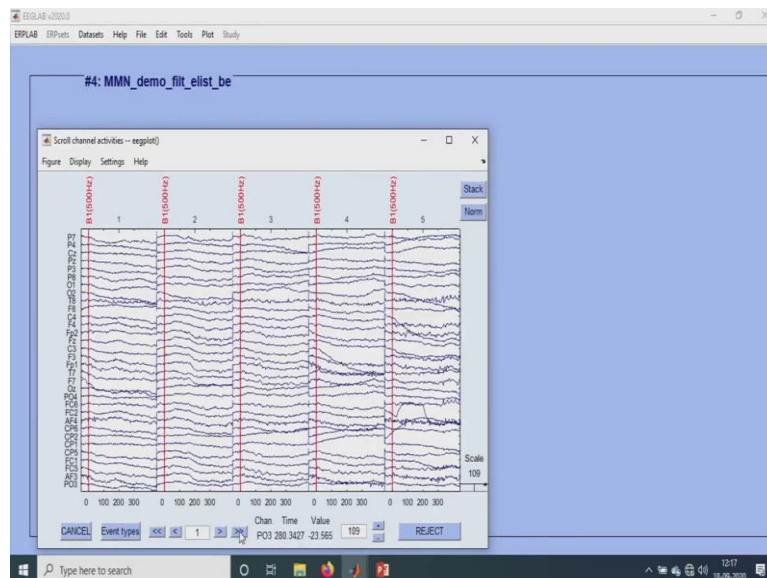 EEGLAB v2020.0
ERPLAB ERPsets Datasets Help File Edit Tools Plot Study
#4: MMN_demo_filt_elist_be
Scroll channel activities -- eegplot()
Figure Display Settings Help
B1(500Hz) B1(500Hz) B1(500Hz) B1(500Hz) B1(500Hz)
1 2 3 4 5
Stack
Norm
P7
P4
Cz
Pz
P3
P8
O1
O2
T8
F8
C4
F4
Fp2
Fz
C3
F3
Fp1
T7
F7
Oz
PO4
FC6
FC2
AF4
CP6
CP2
CP1
CP5
FC1
FC5
AF3
PO3
Scale
109
0 100 200 300 0 100 200 300 0 100 200 300 0 100 200 300 0 100 200 300
CANCEL Event types << < 1 > >>
Chan. Time Value
PO3 280.3427 -23.565
109 + - REJECT
Type here to search
12:17
18-09-2020